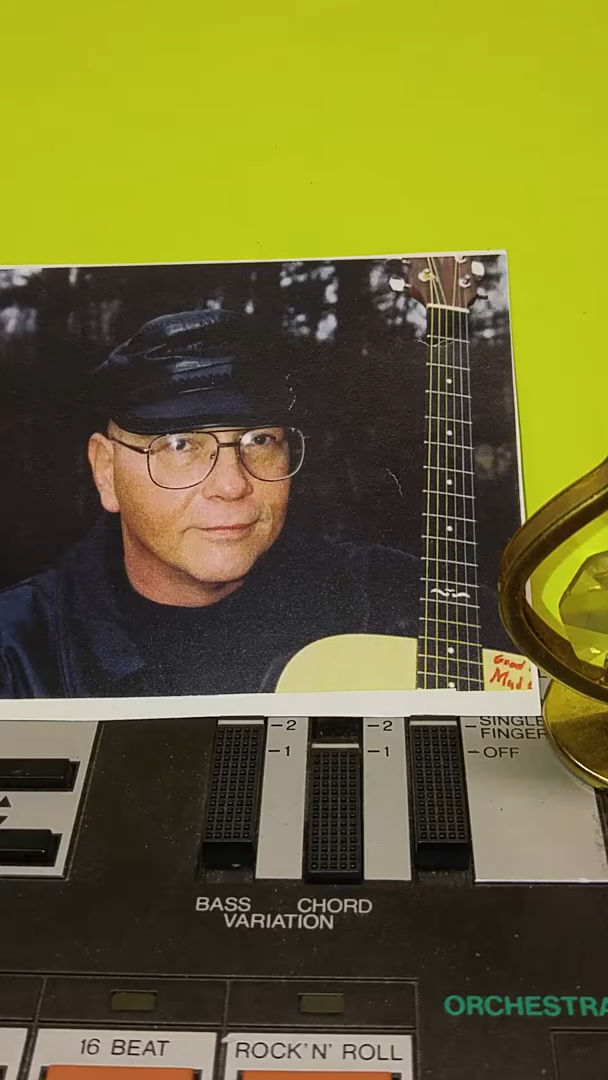 Good
2 2 SINGLE
FINGER
1 1 OFF
BASS CHORD
VARIATION
ORCHESTRA
16 BEAT ROCK'N' ROLL